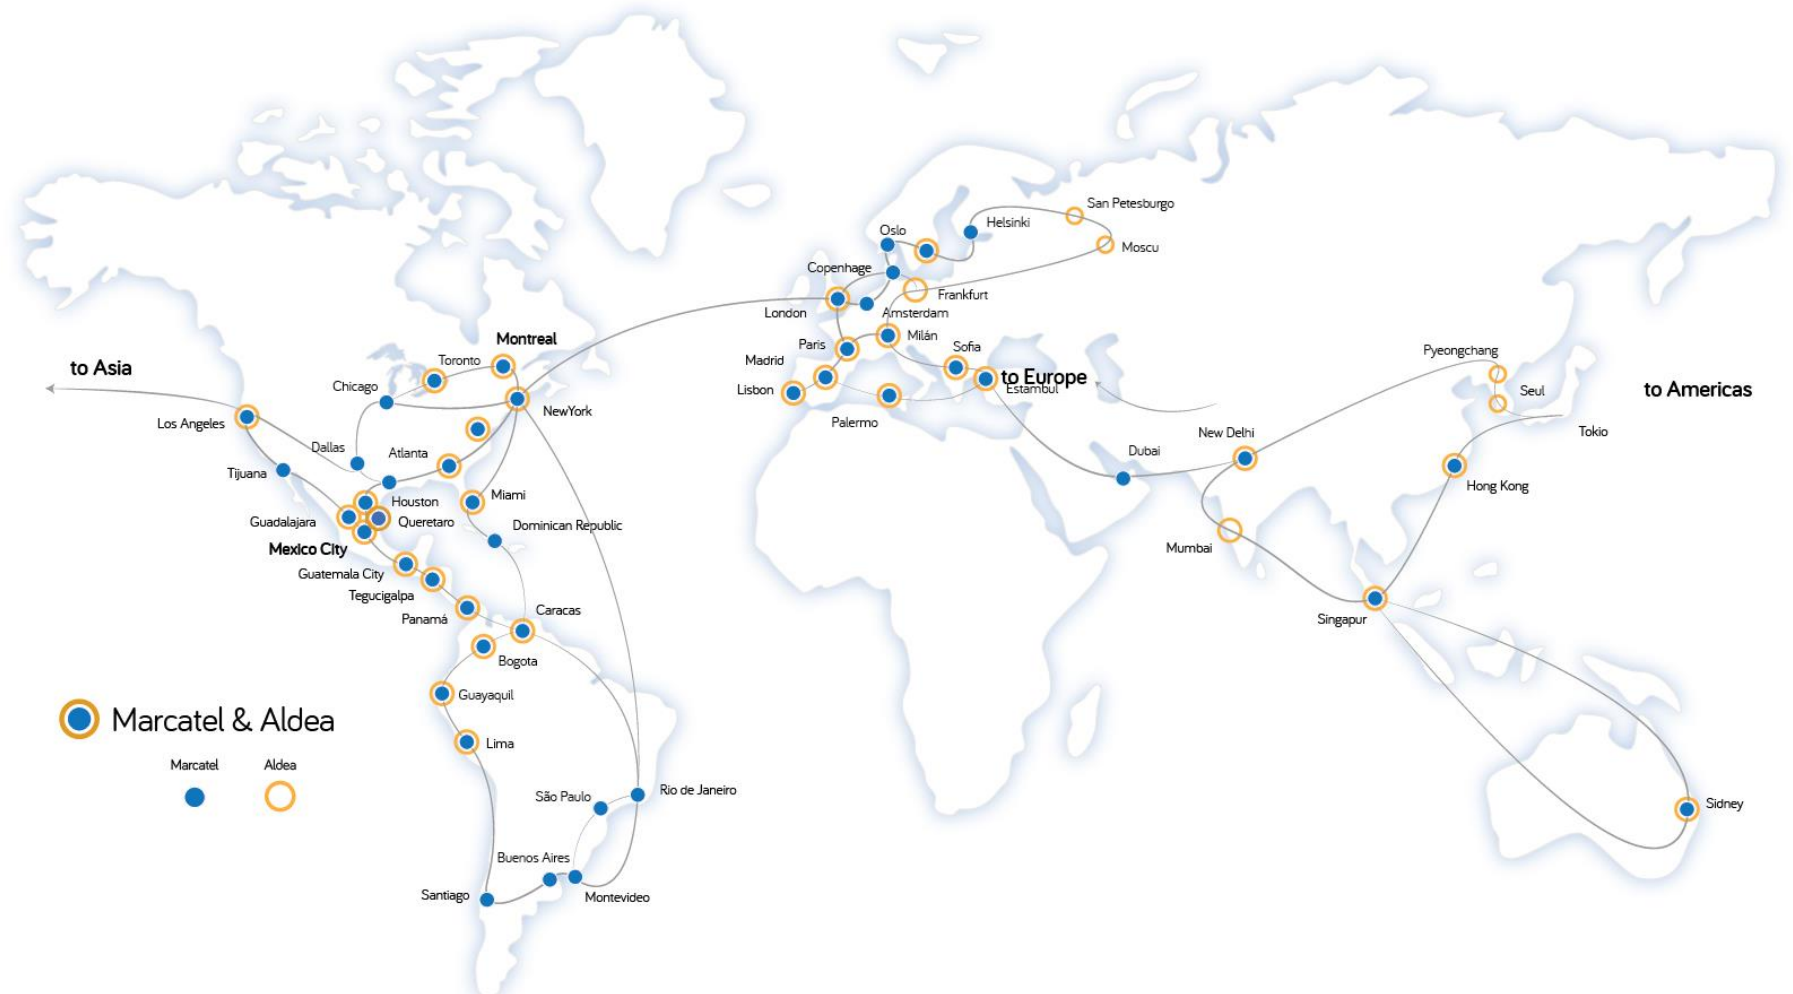 San Petesburgo
Helsinki
Oslo
Moscu
Copenhage
Frankfurt
London
Amsterdam
Montreal
Milán
Paris
Sofia
Pyeongchang
Toronto
Madrid
to Asia
to Europe
Chicago
Lisbon
Estambul
Seul
to Americas
NewYork
Los Angeles
Palermo
New Delhi
Tokio
Dallas
Atlanta
Dubai
Tijuana
Hong Kong
Houston
Miami
Guadalajara
Queretaro
Dominican Republic
Mexico City
Mumbai
Guatemala City
Tegucigalpa
Caracas
Panamá
Singapur
Bogota
Guayaquil
Marcatel & Aldea
Lima
Marcatel
Aldea
São Paulo
Rio de Janeiro
Sidney
Buenos Aires
Santiago
Montevideo